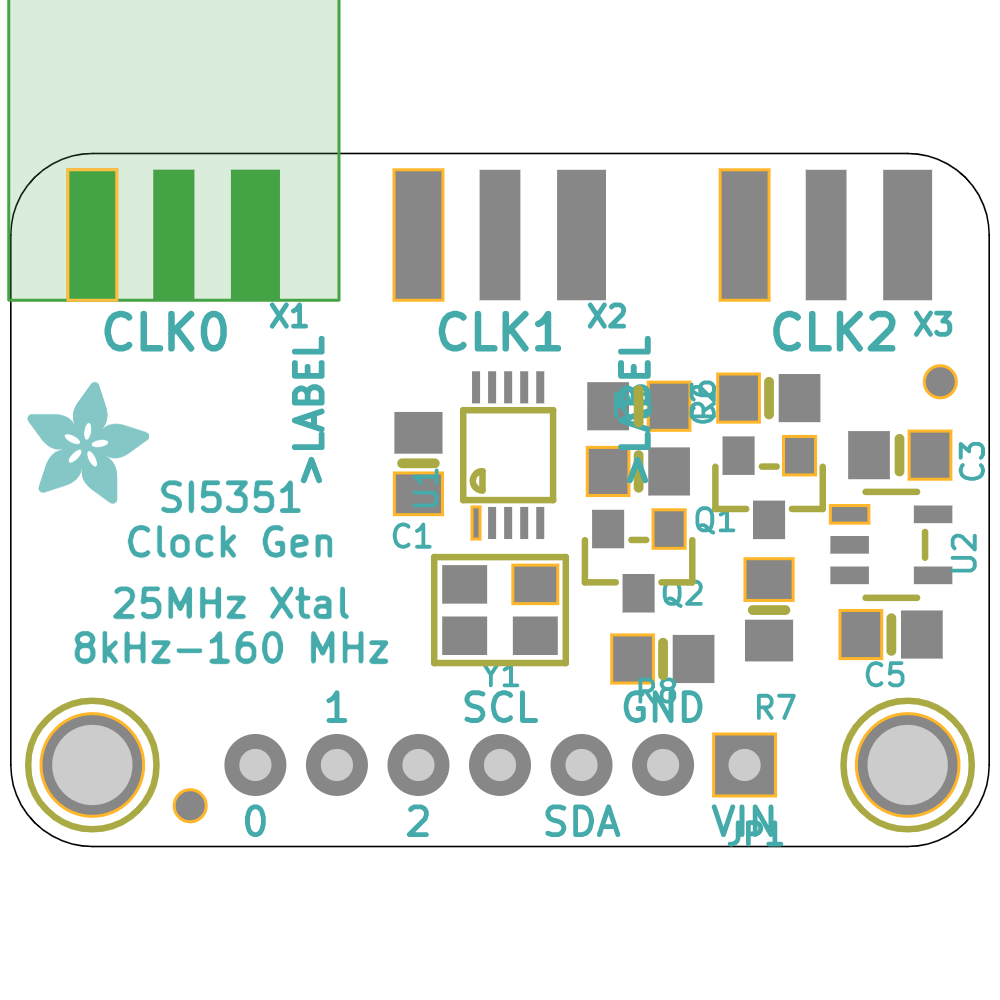 CLK0
X1
CLK1
X2
CLK2
X3
>LABEL
>LABEL
C3
U1
SI5351
C1
Q1
Clock Gen
U2
Q2
25MHz Xtal
8kHz-160 MHz
Y1
C5
R8
1
SCL
GND
R7
0
2
SDA
VIN
JP1